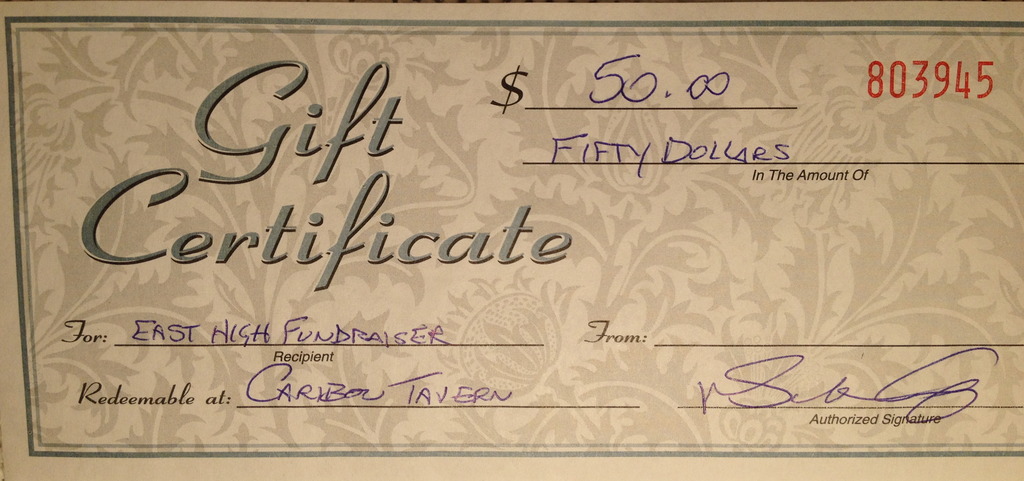 Gift
Certificate
$ 50.00
803945
FIFTY DOLLARS
In The Amount Of
For: EAST HIGH FUNDRAISER
Recipient
From:
Redeemable at: CARIBOU TAVERN
Authorized Signature